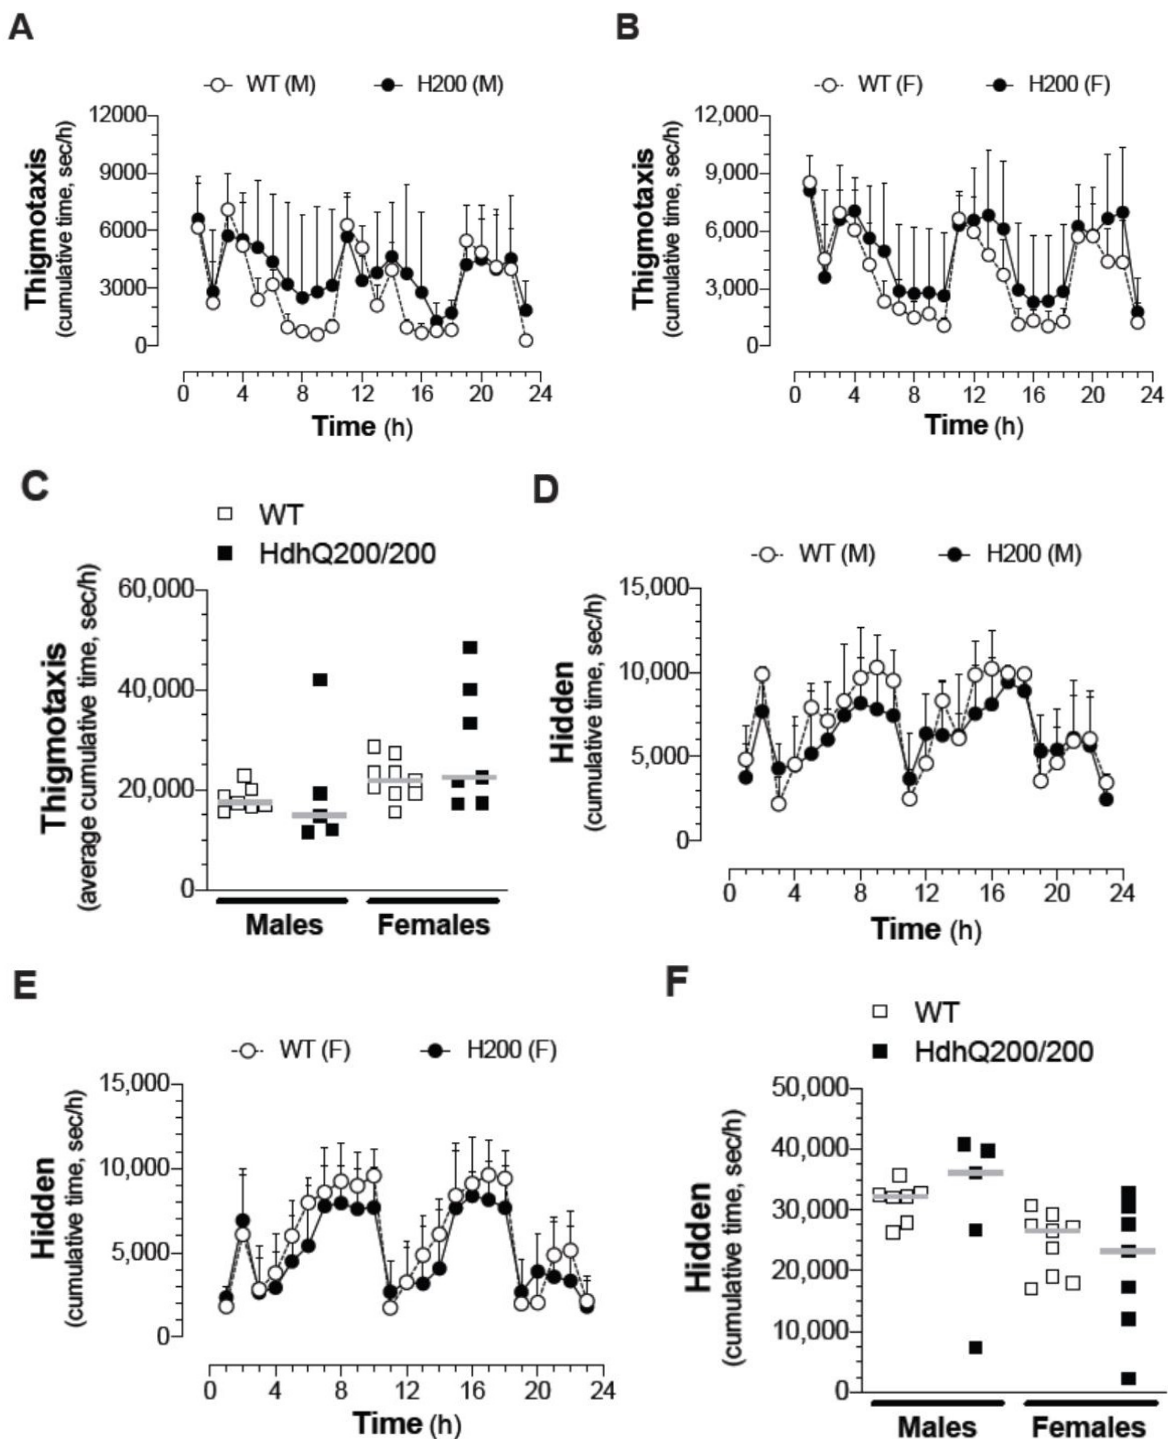 A
WT (M) H200 (M)
Thigmotaxis
(cumulative time, sec/h)
12000
9000
6000
3000
0
0 4 8 12 16 20 24
Time (h)
B
WT (F) H200 (F)
Thigmotaxis
(cumulative time, sec/h)
12,000
9,000
6,000
3,000
0
0 4 8 12 16 20 24
Time (h)
C
WT
HdhQ200/200
Thigmotaxis
(average cumulative time, sec/h)
60,000
40,000
20,000
0
Males Females
D
WT (M) H200 (M)
Hidden
(cumulative time, sec/h)
15,000
10,000
5,000
0
0 4 8 12 16 20 24
Time (h)
E
WT (F) H200 (F)
Hidden
(cumulative time, sec/h)
15,000
10,000
5,000
0
0 4 8 12 16 20 24
Time (h)
F
WT
HdhQ200/200
Hidden
(cumulative time, sec/h)
50,000
40,000
30,000
20,000
10,000
0
Males Females